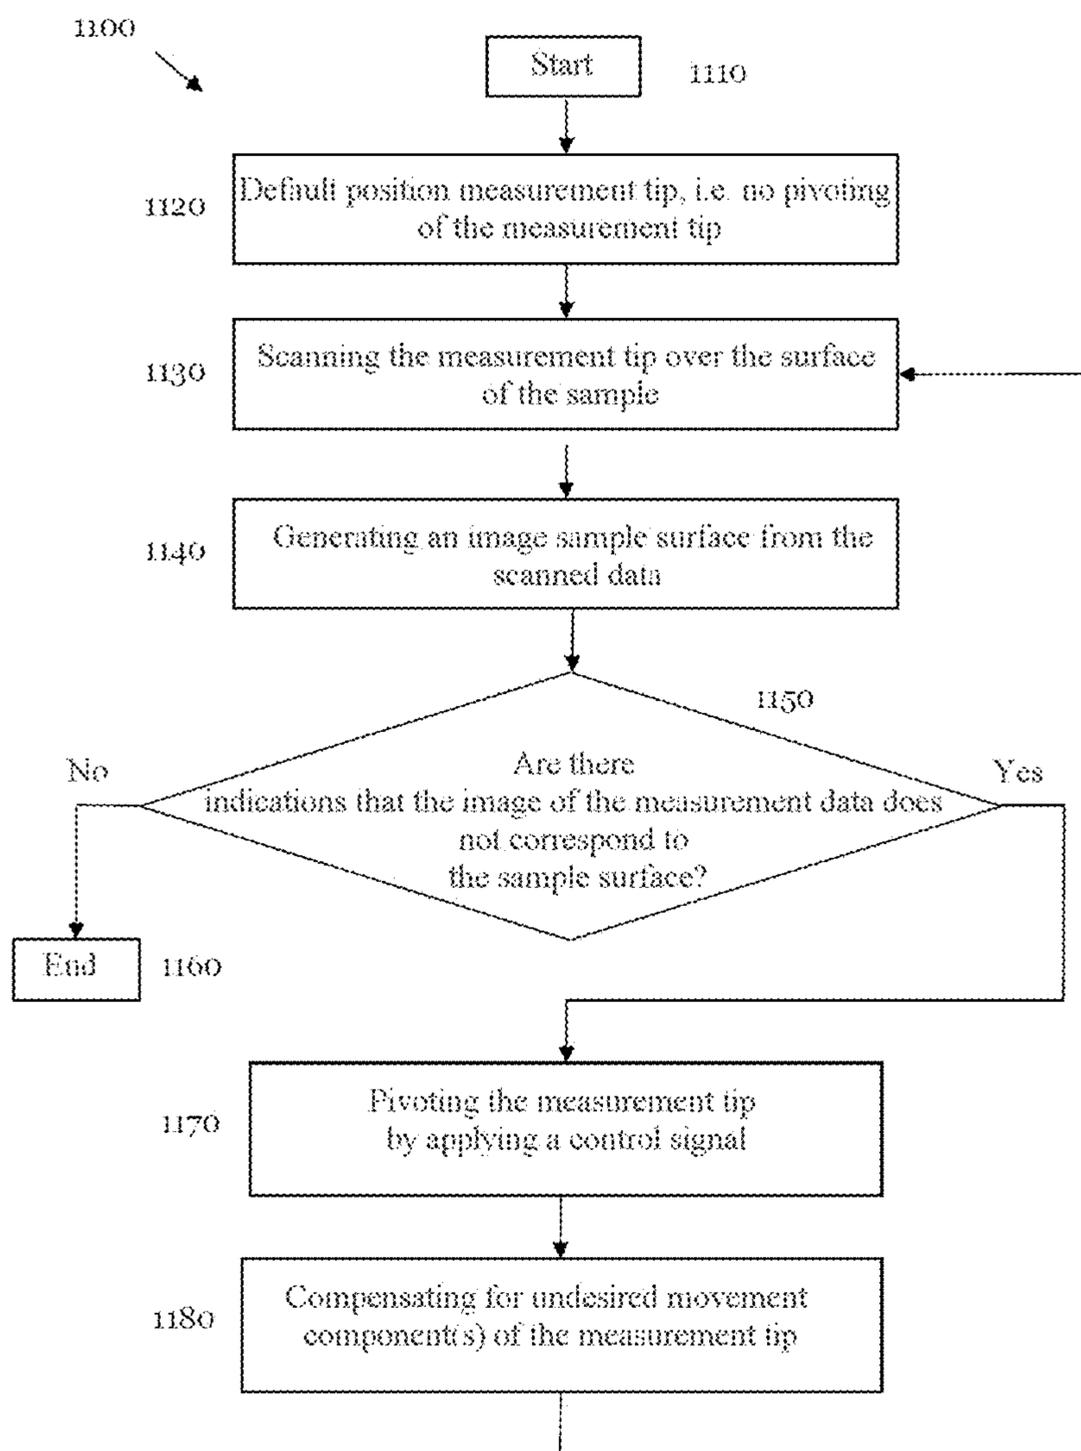 1100
Start
1110
1120
Default position measurement tip, i.e. no pivoting
of the measurement tip
1130
Scanning the measurement tip over the surface
of the sample
1140
Generating an image sample surface from the
scanned data
1150
No
Yes
Are there
indications that the image of the measurement data does
not correspond to
the sample surface?
End
1160
1170
Pivoting the measurement tip
by applying a control signal
1180
Compensating for undesired movement
component(s) of the measurement tip